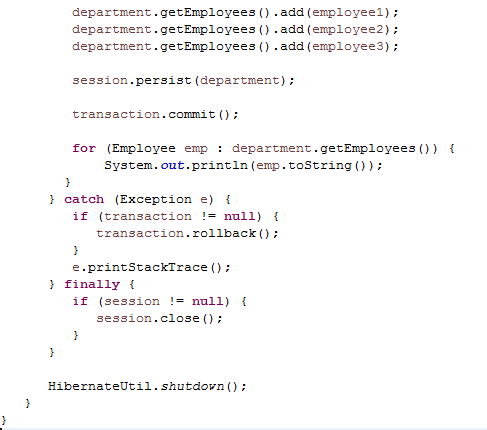 department.getEmployees().add(employee1);
department.getEmployees().add(employee2);
department.getEmployees().add(employee3);
session.persist(department);
transaction.commit();
for (Employee emp : department.getEmployees()) {
System.out.println(emp.toString());
}
} catch (Exception e) {
if (transaction != null) {
transaction.rollback();
}
e.printStackTrace();
} finally {
if (session != null) {
session.close();
}
}
HibernateUtil.shutdown();
}
}